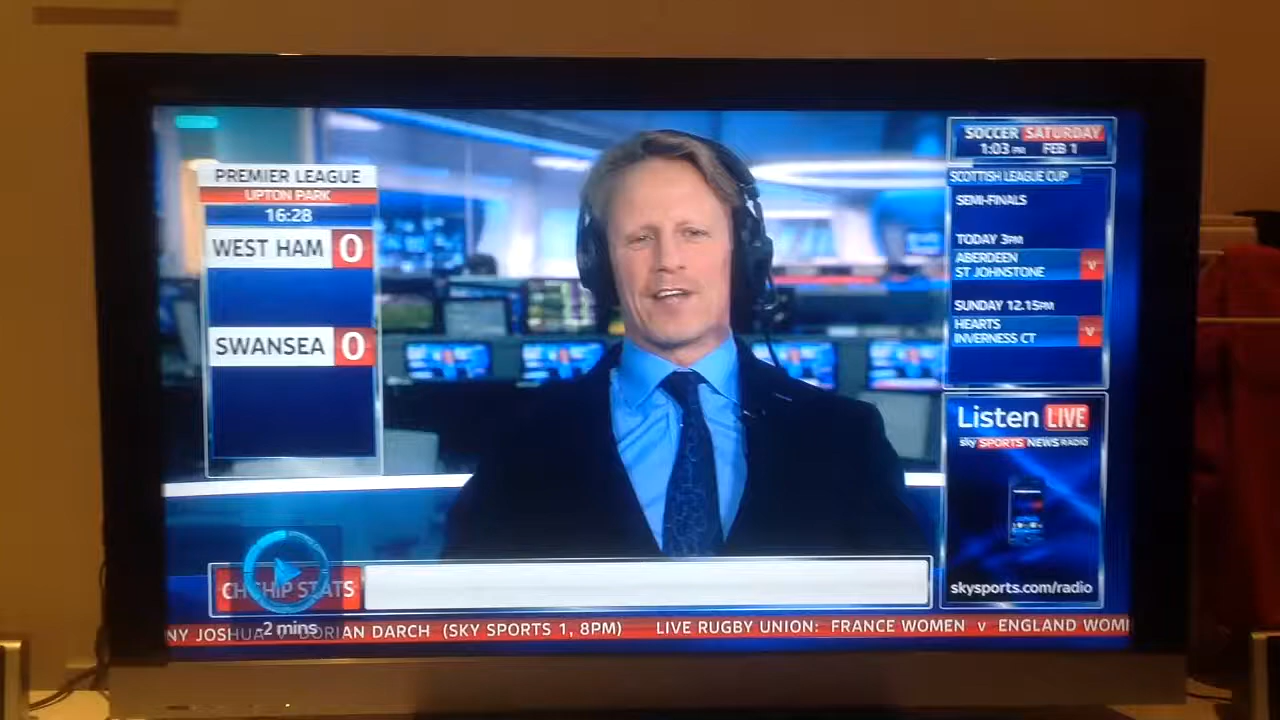 PREMIER LEAGUE
UPTON PARK
16:28
WEST HAM 0
SWANSEA 0
SOCCER SATURDAY
1:03 PM FEB 1
SCOTTISH LEAGUE CUP
SEMI-FINALS
TODAY 3PM
ABERDEEN
V
ST JOHNSTONE
SUNDAY 12.15PM
HEARTS
V
INVERNESS CT
Listen LIVE
sky SPORTS NEWS RADIO
skysports.com/radio
CH'SHIP STATS
2 mins
NY JOSHUA v DORIAN DARCH (SKY SPORTS 1, 8PM) LIVE RUGBY UNION: FRANCE WOMEN v ENGLAND WOM